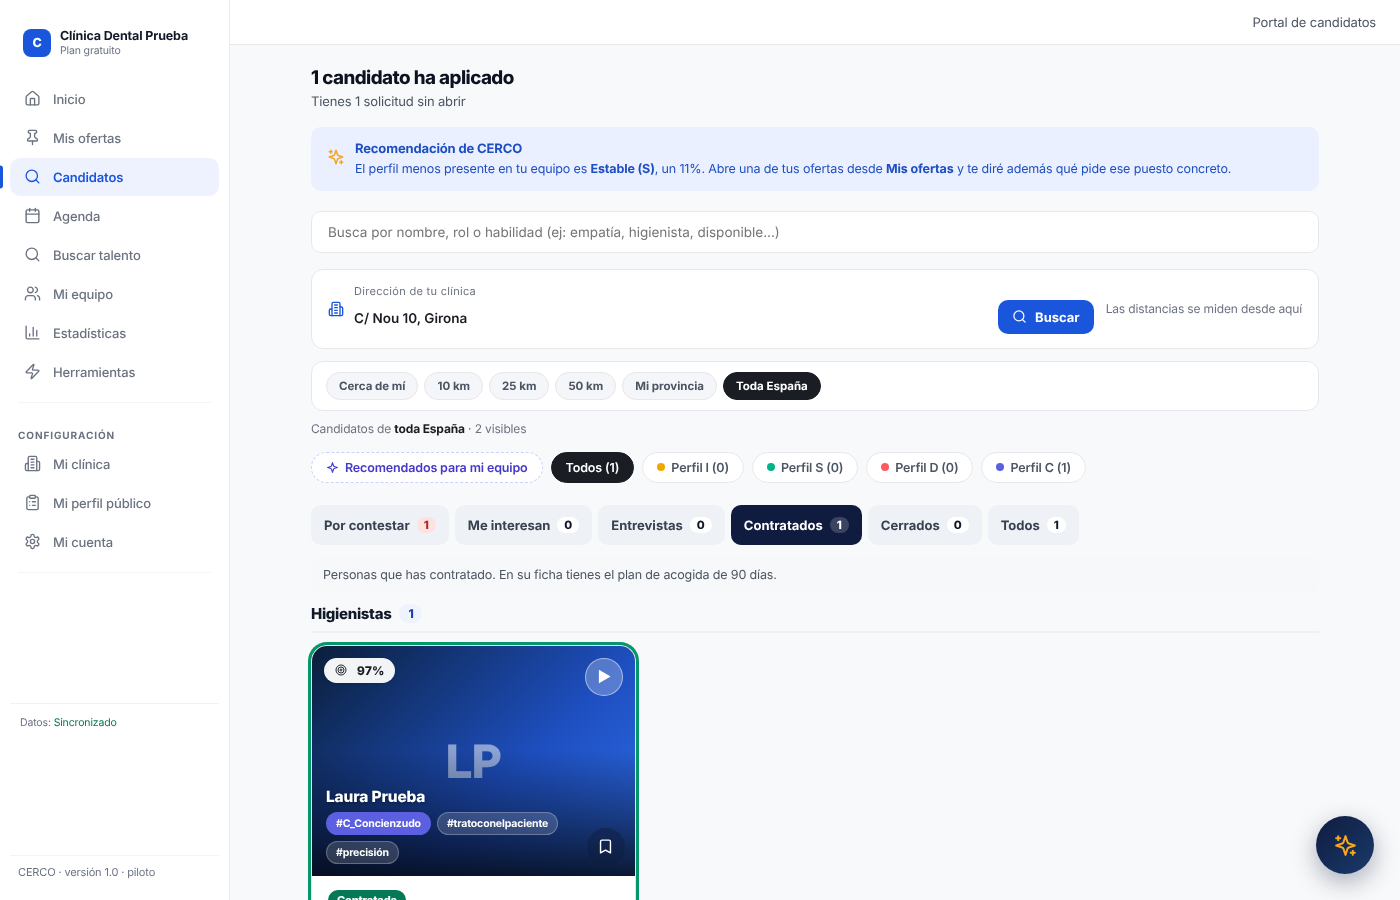 C
Clínica Dental Prueba
Plan gratuito
Inicio
Mis ofertas
Candidatos
Agenda
Buscar talento
Mi equipo
Estadísticas
Herramientas
CONFIGURACIÓN
Mi clínica
Mi perfil público
Mi cuenta
Datos: Sincronizado
CERCO · versión 1.0 · piloto
Portal de candidatos
1 candidato ha aplicado
Tienes 1 solicitud sin abrir
Recomendación de CERCO
El perfil menos presente en tu equipo es Estable (S), un 11%. Abre una de tus ofertas desde Mis ofertas y te diré además qué pide ese puesto concreto.
Busca por nombre, rol o habilidad (ej: empatía, higienista, disponible...)
Dirección de tu clínica
C/ Nou 10, Girona
Buscar
Las distancias se miden desde aquí
Cerca de mí 10 km 25 km 50 km Mi provincia Toda España
Candidatos de toda España · 2 visibles
Recomendados para mi equipo Todos (1) Perfil I (0) Perfil S (0) Perfil D (0) Perfil C (1)
Por contestar 1 Me interesan 0 Entrevistas 0 Contratados 1 Cerrados 0 Todos 1
Personas que has contratado. En su ficha tienes el plan de acogida de 90 días.
Higienistas 1
97%
LP
Laura Prueba
#C_Concienzudo #tratoconelpaciente
#precisión
Contratado